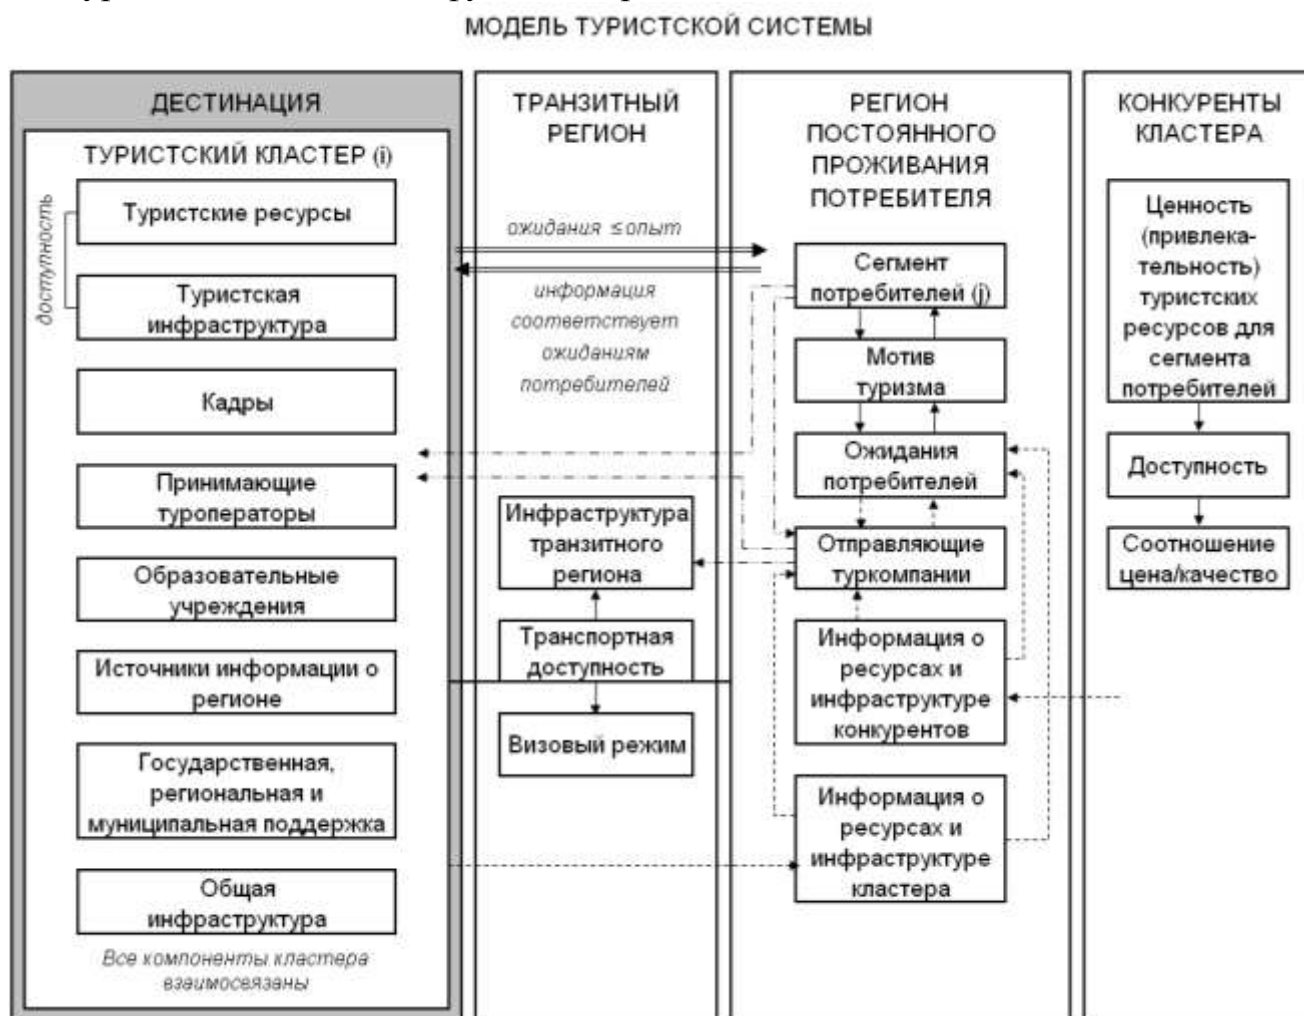 МОДЕЛЬ ТУРИСТСКОЙ СИСТЕМЫ
ДЕСТИНАЦИЯ
ТУРИСТСКИЙ КЛАСТЕР (i)
доступность
Туристские ресурсы
Туристская
инфраструктура
Кадры
Принимающие
туроператоры
Образовательные
учреждения
Источники информации о
регионе
Государственная,
региональная и
муниципальная поддержка
Общая
инфраструктура
Все компоненты кластера
взаимосвязаны
ТРАНЗИТНЫЙ
РЕГИОН
ожидания ≤опыт
информация
соответствует
ожиданиям
потребителей
Инфраструктура
транзитного
региона
Транспортная
доступность
Визовый режим
РЕГИОН
ПОСТОЯННОГО
ПРОЖИВАНИЯ
ПОТРЕБИТЕЛЯ
Сегмент
потребителей (j)
Мотив
туризма
Ожидания
потребителей
Отправляющие
туркомпании
Информация о
ресурсах и
инфраструктуре
конкурентов
Информация о
ресурсах и
инфраструктуре
кластера
КОНКУРЕНТЫ
КЛАСТЕРА
Ценность
(привлека-
тельность)
туристских
ресурсов для
сегмента
потребителей
Доступность
Соотношение
цена/качество